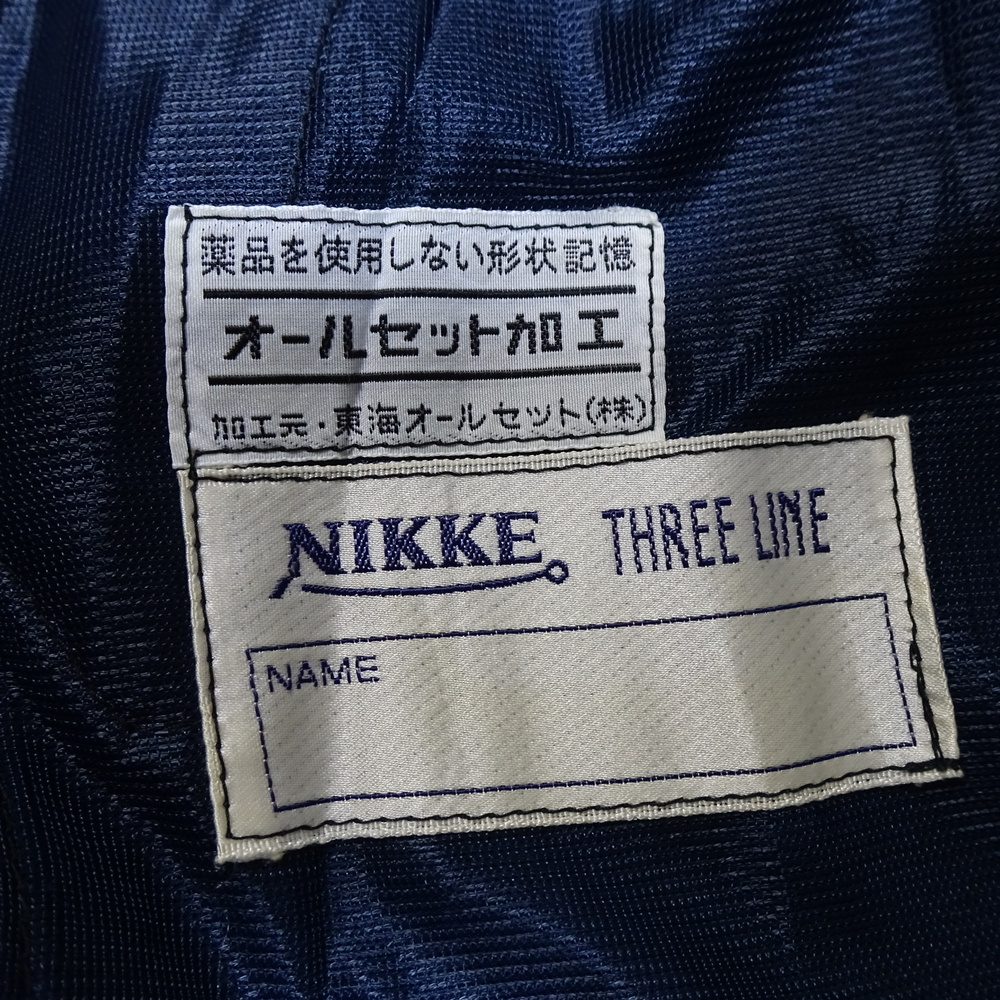 薬品を使用しない形状記憶
オールセット加工
加工元・東海オールセット(株)
NIKKE THREE LINE
NAME